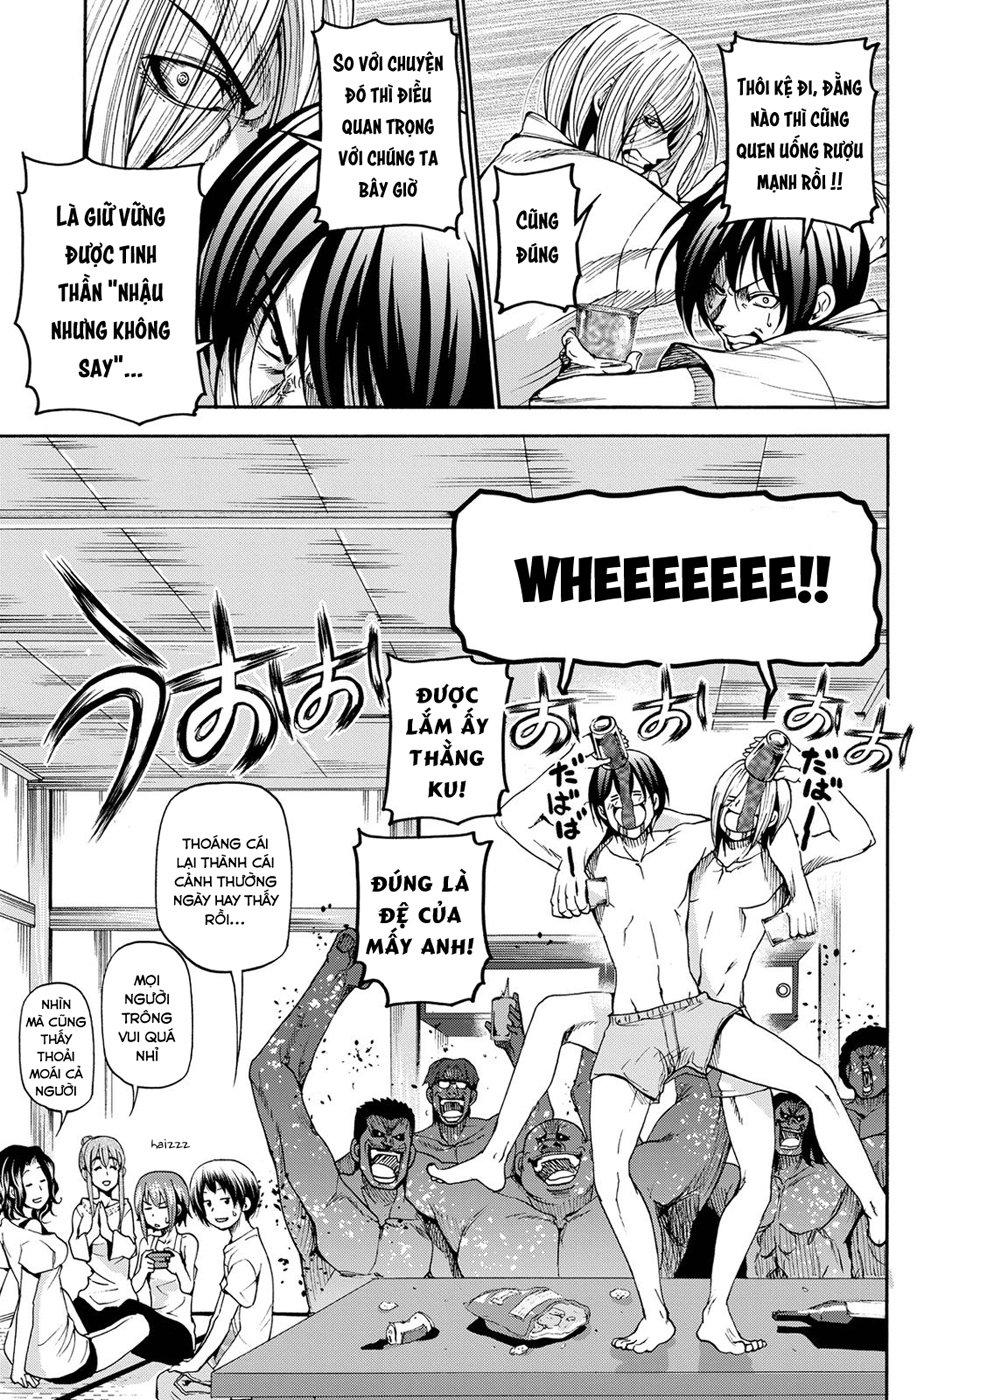 THÔI KỆ ĐI, ĐẰNG
NÀO THÌ CŨNG
QUEN UỐNG RƯỢU
MẠNH RỒI !!
CŨNG
ĐÚNG
SO VỚI CHUYỆN
ĐÓ THÌ ĐIỀU
QUAN TRỌNG
VỚI CHÚNG TA
BÂY GIỜ
LÀ GIỮ VỮNG
ĐƯỢC TINH
THẦN "NHẬU
NHƯNG KHÔNG
SAY"...
WHEEEEEEE!!
うおおおおおお
だばばば
だばば
ĐƯỢC
LẮM ẤY
THẰNG
KU!
ĐÚNG LÀ
ĐỆ CỦA
MẤY ANH!
THOÁNG CÁI
LẠI THÀNH CÁI
CẢNH THƯỜNG
NGÀY HAY THẤY
RỒI...
MỌI
NGƯỜI
TRÔNG
VUI QUÁ
NHỈ
NHÌN
MÀ CŨNG
THẤY
THOẢI
MOÁI CẢ
NGƯỜI
haizzz